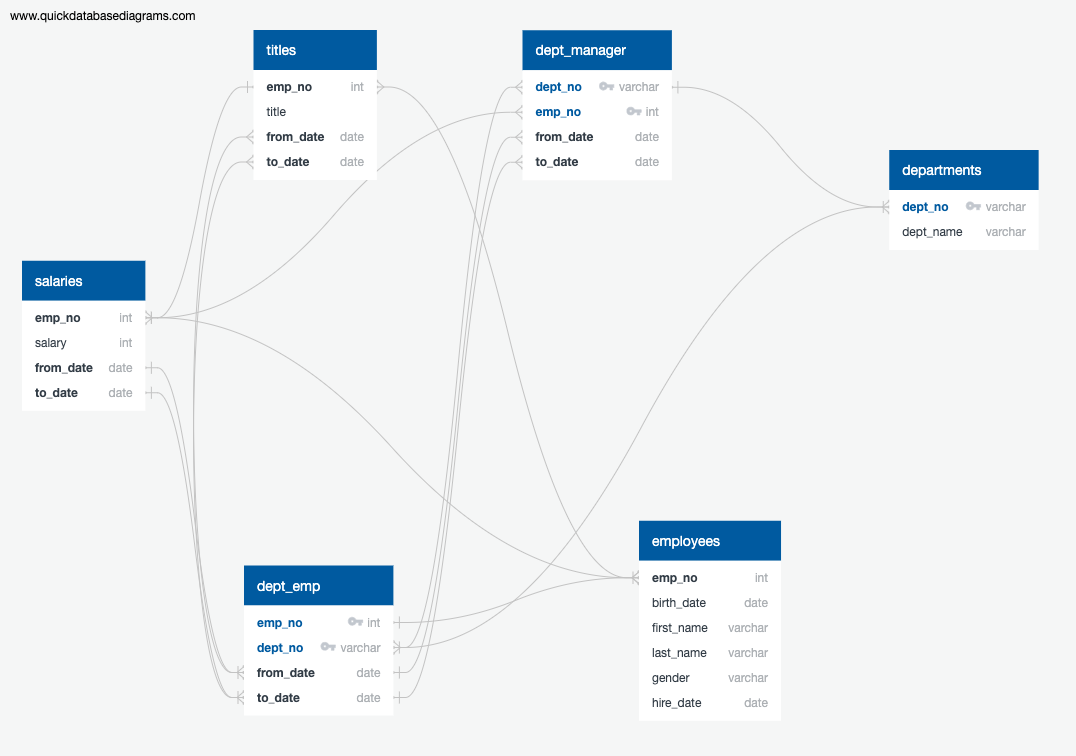 www.quickdatabasediagrams.com
titles
emp_no int
title
from_date date
to_date date
dept_manager
dept_no varchar
emp_no int
from_date date
to_date date
departments
dept_no varchar
dept_name varchar
salaries
emp_no int
salary int
from_date date
to_date date
employees
emp_no int
birth_date date
first_name varchar
last_name varchar
gender varchar
hire_date date
dept_emp
emp_no int
dept_no varchar
from_date date
to_date date